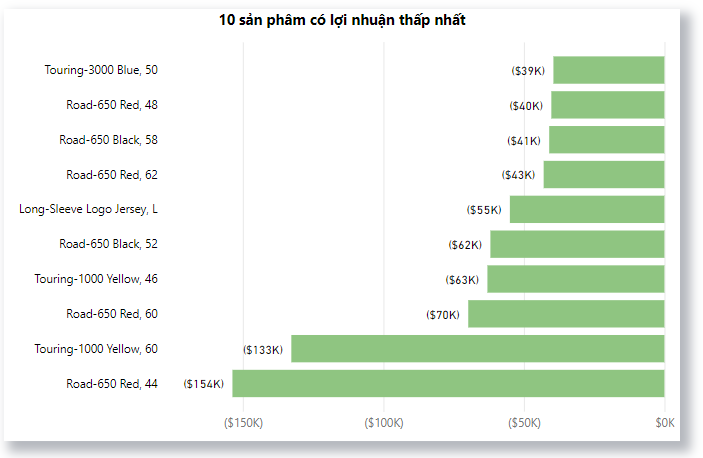 10 sản phâm có lợi nhuận thấp nhất
Touring-3000 Blue, 50 ($39K)
Road-650 Red, 48 ($40K)
Road-650 Black, 58 ($41K)
Road-650 Red, 62 ($43K)
Long-Sleeve Logo Jersey, L ($55K)
Road-650 Black, 52 ($62K)
Touring-1000 Yellow, 46 ($63K)
Road-650 Red, 60 ($70K)
Touring-1000 Yellow, 60 ($133K)
Road-650 Red, 44 ($154K)
($150K) ($100K) ($50K) $0K